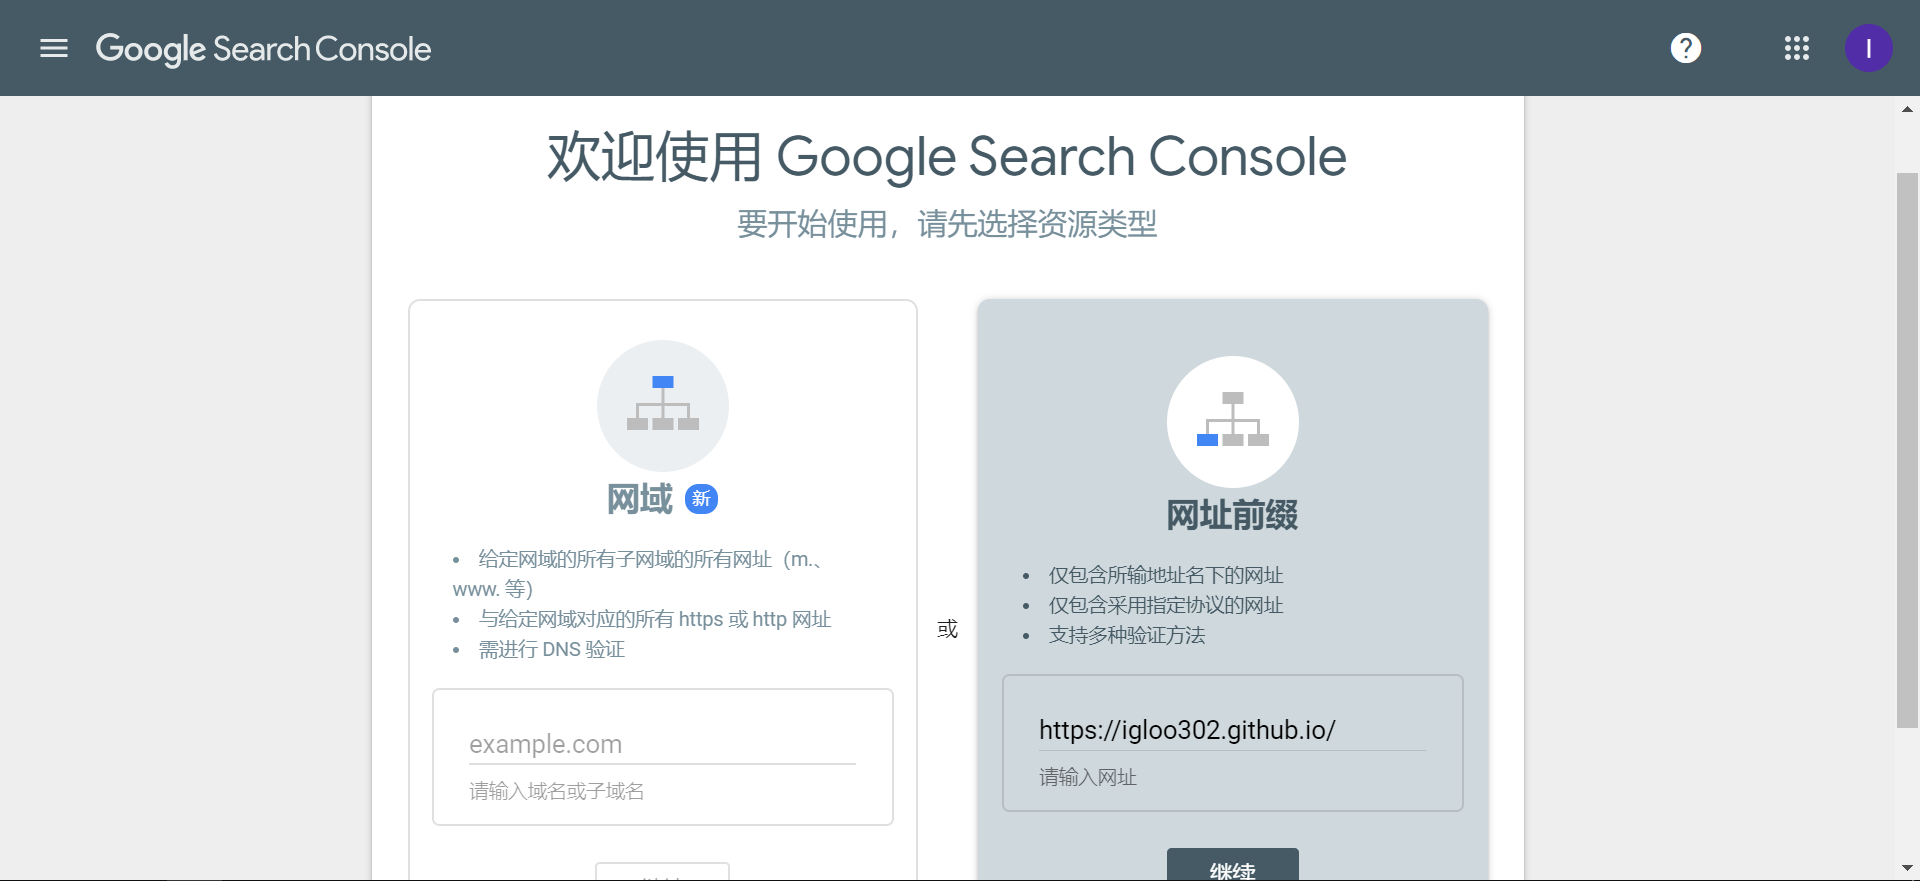 Google Search Console
?
I
欢迎使用 Google Search Console
要开始使用，请先选择资源类型
网域 新
• 给定网域的所有子网域的所有网址（m.、
www. 等）
• 与给定网域对应的所有 https 或 http 网址
• 需进行 DNS 验证
example.com
请输入域名或子域名
或
网址前缀
• 仅包含所输地址名下的网址
• 仅包含采用指定协议的网址
• 支持多种验证方法
https://igloo302.github.io/
请输入网址
继续